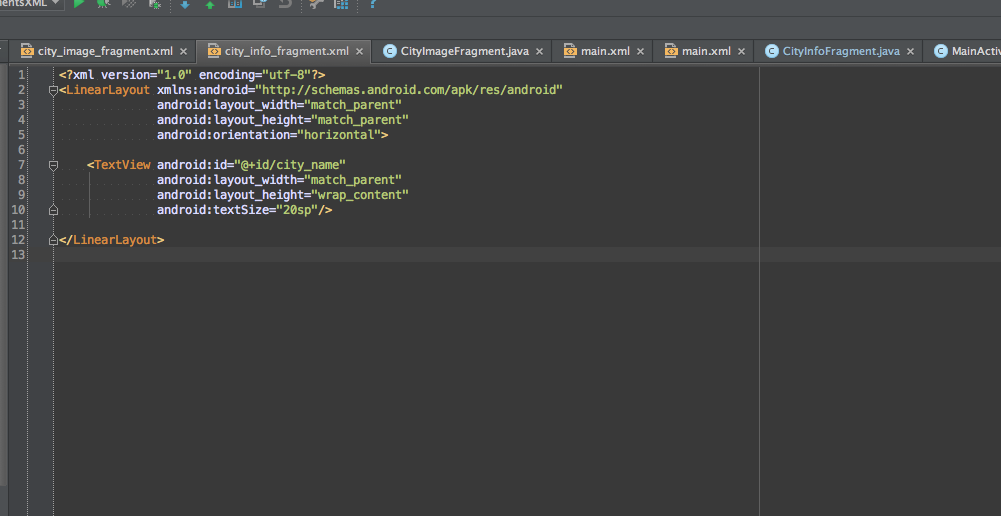 mentsXML
city_image_fragment.xml city_info_fragment.xml CityImageFragment.java main.xml main.xml CityInfoFragment.java MainActiv
1 <?xml version="1.0" encoding="utf-8"?>
2 <LinearLayout xmlns:android="http://schemas.android.com/apk/res/android"
3 android:layout_width="match_parent"
4 android:layout_height="match_parent"
5 android:orientation="horizontal">
6
7 <TextView android:id="@+id/city_name"
8 android:layout_width="match_parent"
9 android:layout_height="wrap_content"
10 android:textSize="20sp"/>
11
12 </LinearLayout>
13